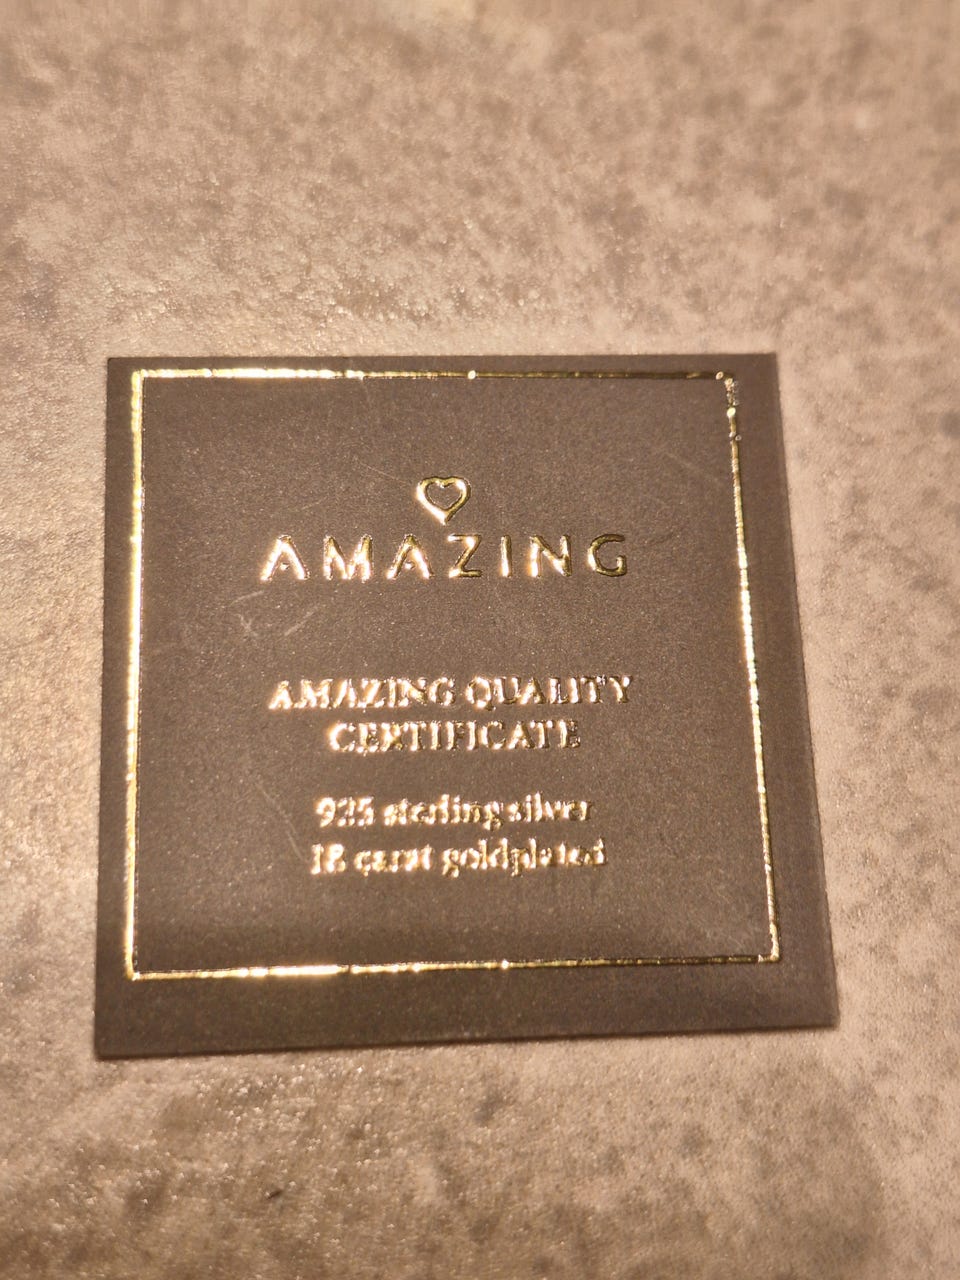 AMAZING
AMAZING QUALITY
CERTIFICATE
925 sterling silver
18 carat goldplated